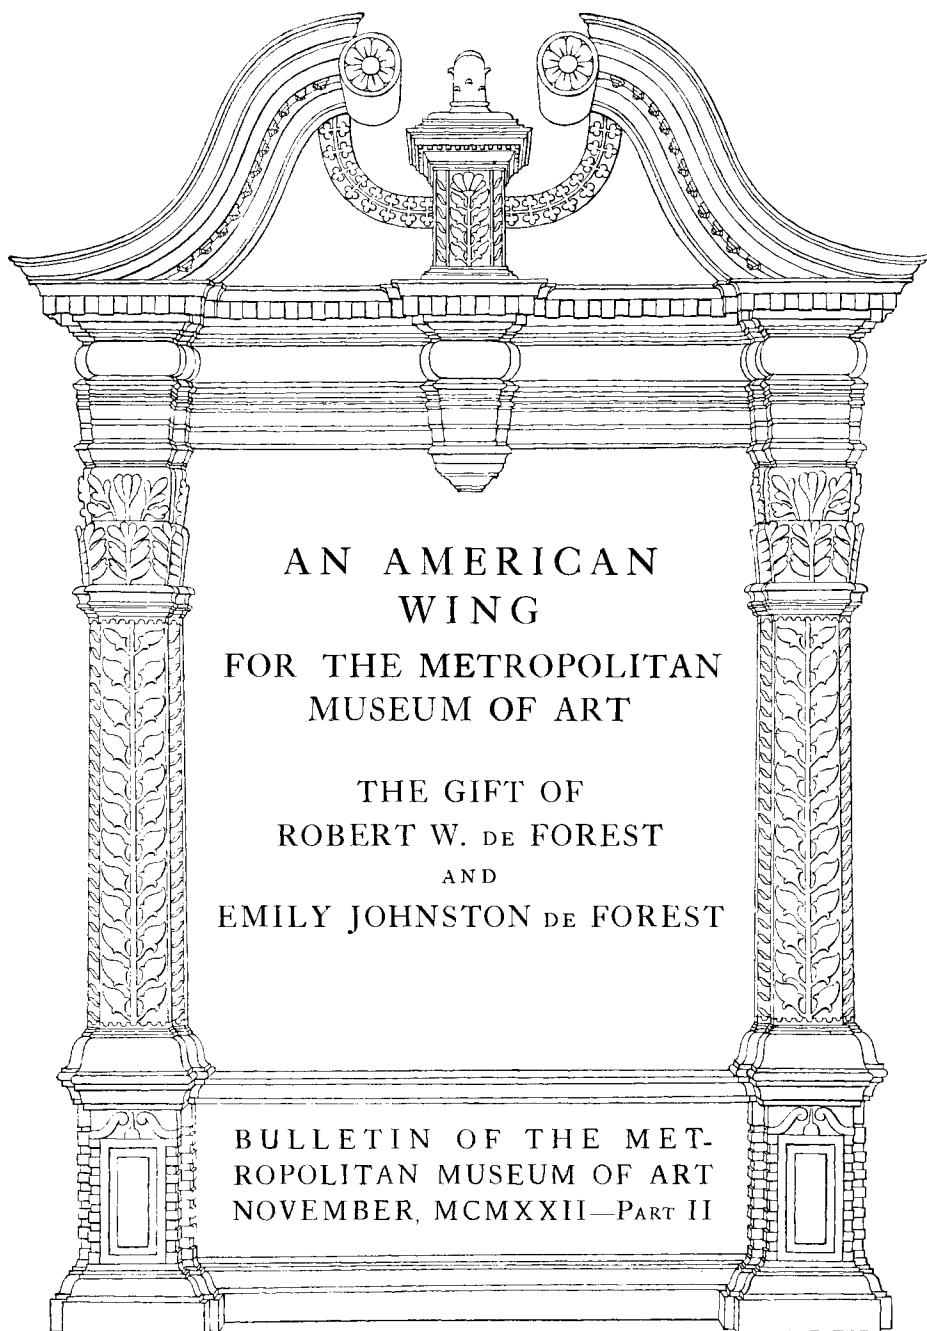 AN AMERICAN
WING
FOR THE METROPOLITAN
MUSEUM OF ART
THE GIFT OF
ROBERT W. DE FOREST
AND
EMILY JOHNSTON DE FOREST
BULLETIN OF THE MET-
ROPOLITAN MUSEUM OF ART
NOVEMBER, MCMXXII—PART II